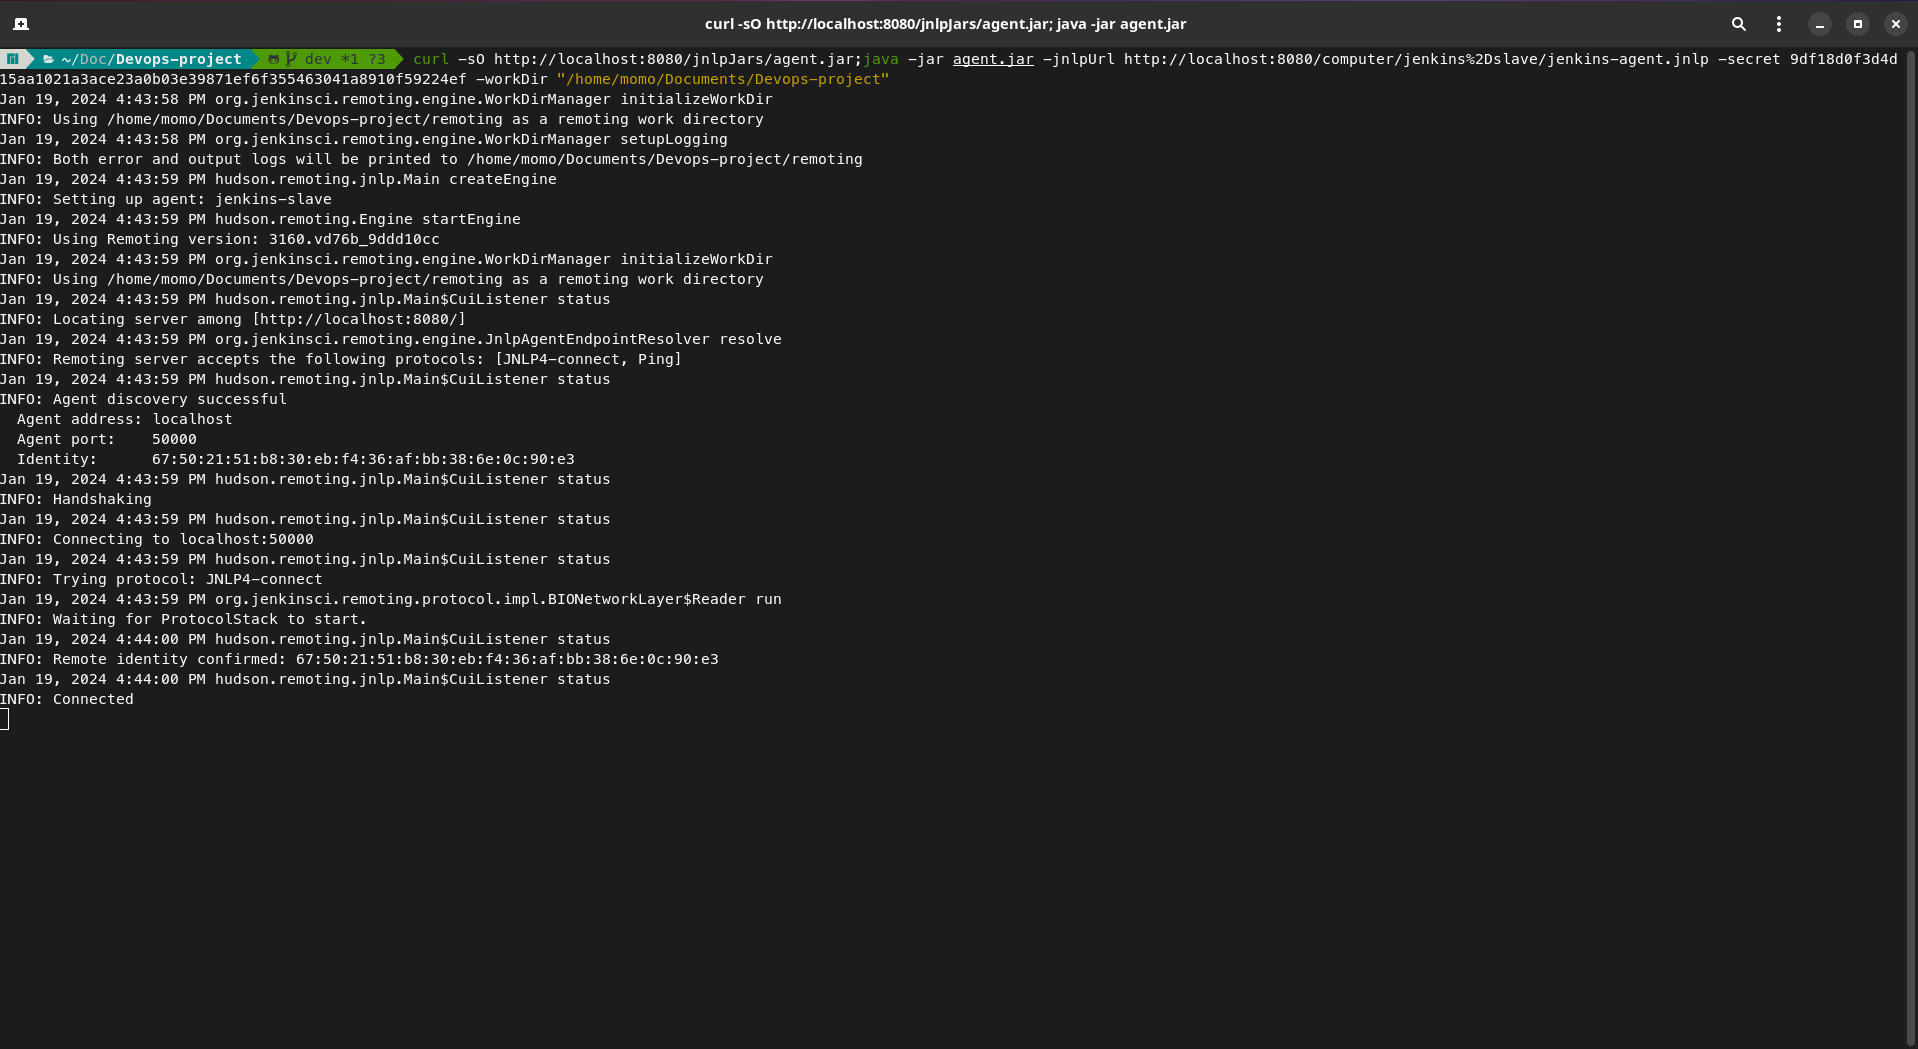 curl -sO http://localhost:8080/jnlpJars/agent.jar; java -jar agent.jar
~/Doc/Devops-project dev *1 ?3 curl -sO http://localhost:8080/jnlpJars/agent.jar;java -jar agent.jar -jnlpUrl http://localhost:8080/computer/jenkins%2Dslave/jenkins-agent.jnlp -secret 9df18d0f3d4d
15aa1021a3ace23a0b03e39871ef6f355463041a8910f59224ef -workDir "/home/momo/Documents/Devops-project"
Jan 19, 2024 4:43:58 PM org.jenkinsci.remoting.engine.WorkDirManager initializeWorkDir
INFO: Using /home/momo/Documents/Devops-project/remoting as a remoting work directory
Jan 19, 2024 4:43:58 PM org.jenkinsci.remoting.engine.WorkDirManager setupLogging
INFO: Both error and output logs will be printed to /home/momo/Documents/Devops-project/remoting
Jan 19, 2024 4:43:59 PM hudson.remoting.jnlp.Main createEngine
INFO: Setting up agent: jenkins-slave
Jan 19, 2024 4:43:59 PM hudson.remoting.Engine startEngine
INFO: Using Remoting version: 3160.vd76b_9ddd10cc
Jan 19, 2024 4:43:59 PM org.jenkinsci.remoting.engine.WorkDirManager initializeWorkDir
INFO: Using /home/momo/Documents/Devops-project/remoting as a remoting work directory
Jan 19, 2024 4:43:59 PM hudson.remoting.jnlp.Main$CuiListener status
INFO: Locating server among [http://localhost:8080/]
Jan 19, 2024 4:43:59 PM org.jenkinsci.remoting.engine.JnlpAgentEndpointResolver resolve
INFO: Remoting server accepts the following protocols: [JNLP4-connect, Ping]
Jan 19, 2024 4:43:59 PM hudson.remoting.jnlp.Main$CuiListener status
INFO: Agent discovery successful
  Agent address: localhost
  Agent port:    50000
  Identity:      67:50:21:51:b8:30:eb:f4:36:af:bb:38:6e:0c:90:e3
Jan 19, 2024 4:43:59 PM hudson.remoting.jnlp.Main$CuiListener status
INFO: Handshaking
Jan 19, 2024 4:43:59 PM hudson.remoting.jnlp.Main$CuiListener status
INFO: Connecting to localhost:50000
Jan 19, 2024 4:43:59 PM hudson.remoting.jnlp.Main$CuiListener status
INFO: Trying protocol: JNLP4-connect
Jan 19, 2024 4:43:59 PM org.jenkinsci.remoting.protocol.impl.BIONetworkLayer$Reader run
INFO: Waiting for ProtocolStack to start.
Jan 19, 2024 4:44:00 PM hudson.remoting.jnlp.Main$CuiListener status
INFO: Remote identity confirmed: 67:50:21:51:b8:30:eb:f4:36:af:bb:38:6e:0c:90:e3
Jan 19, 2024 4:44:00 PM hudson.remoting.jnlp.Main$CuiListener status
INFO: Connected